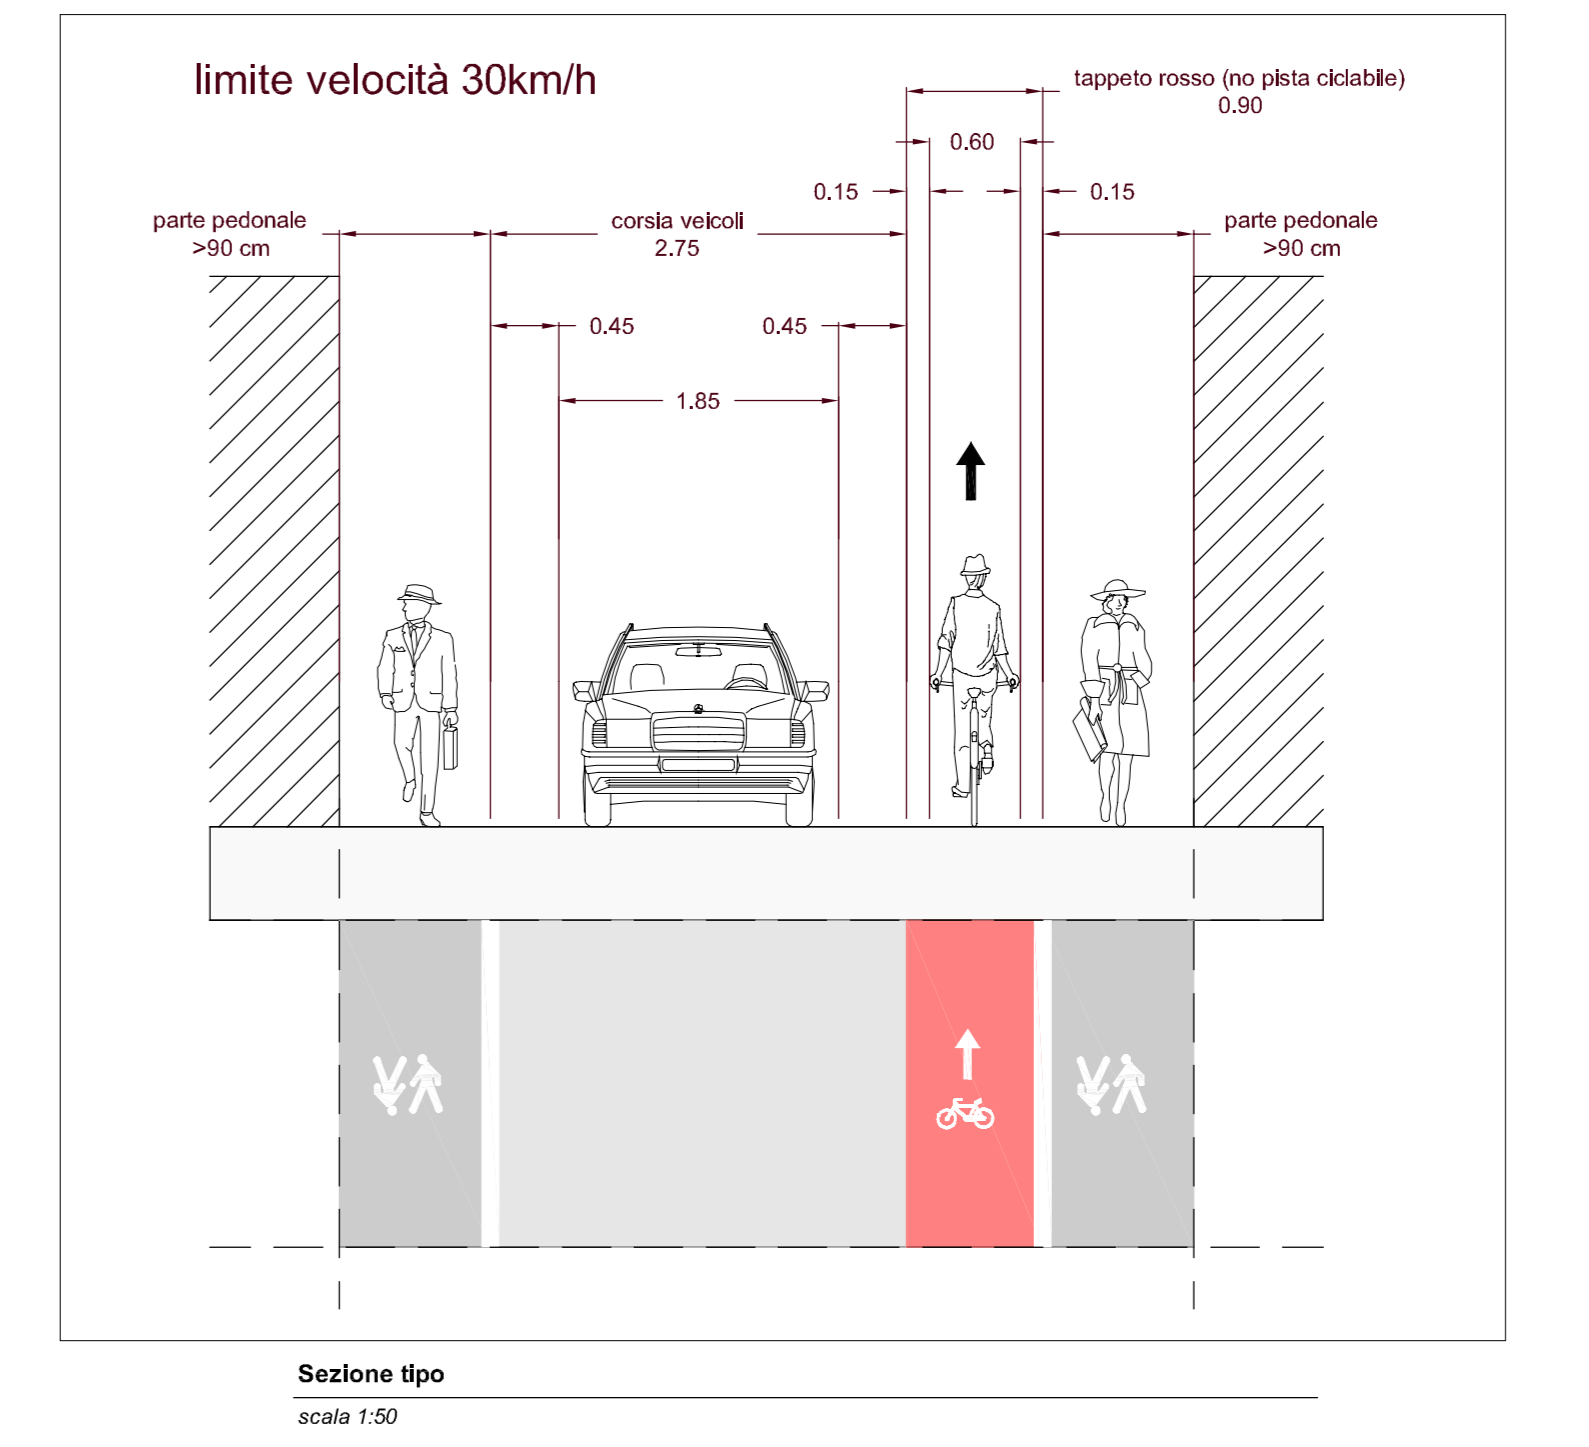 limite velocità 30km/h
tappeto rosso (no pista ciclabile)
0.90
0.60
0.15
0.15
parte pedonale
>90 cm
corsia veicoli
2.75
parte pedonale
>90 cm
0.45
0.45
1.85
Sezione tipo
scala 1:50